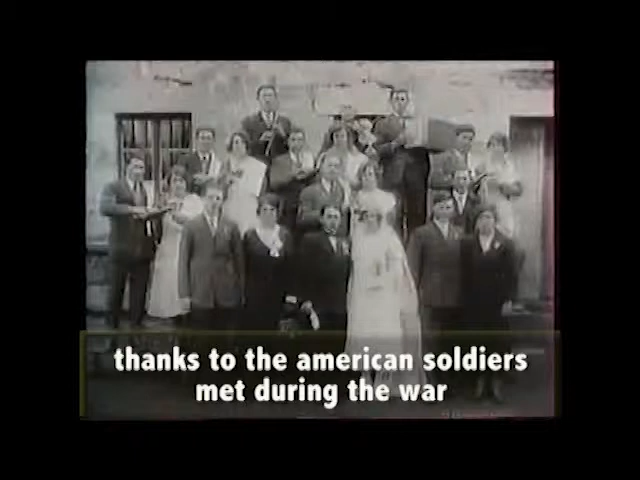 thanks to the american soldiers
met during the war